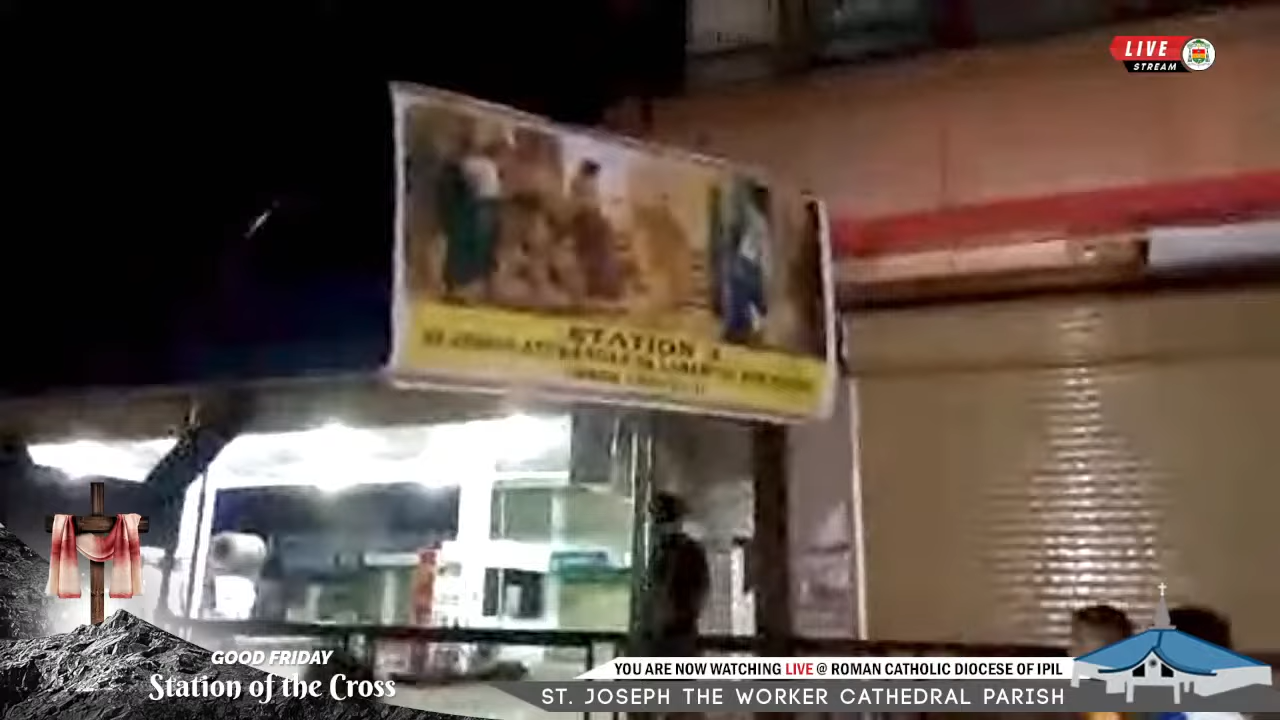 LIVE
STREAM
STATION
GOOD FRIDAY
Station of the Cross
YOU ARE NOW WATCHING LIVE @ ROMAN CATHOLIC DIOCESE OF IPIL
ST. JOSEPH THE WORKER CATHEDRAL PARISH